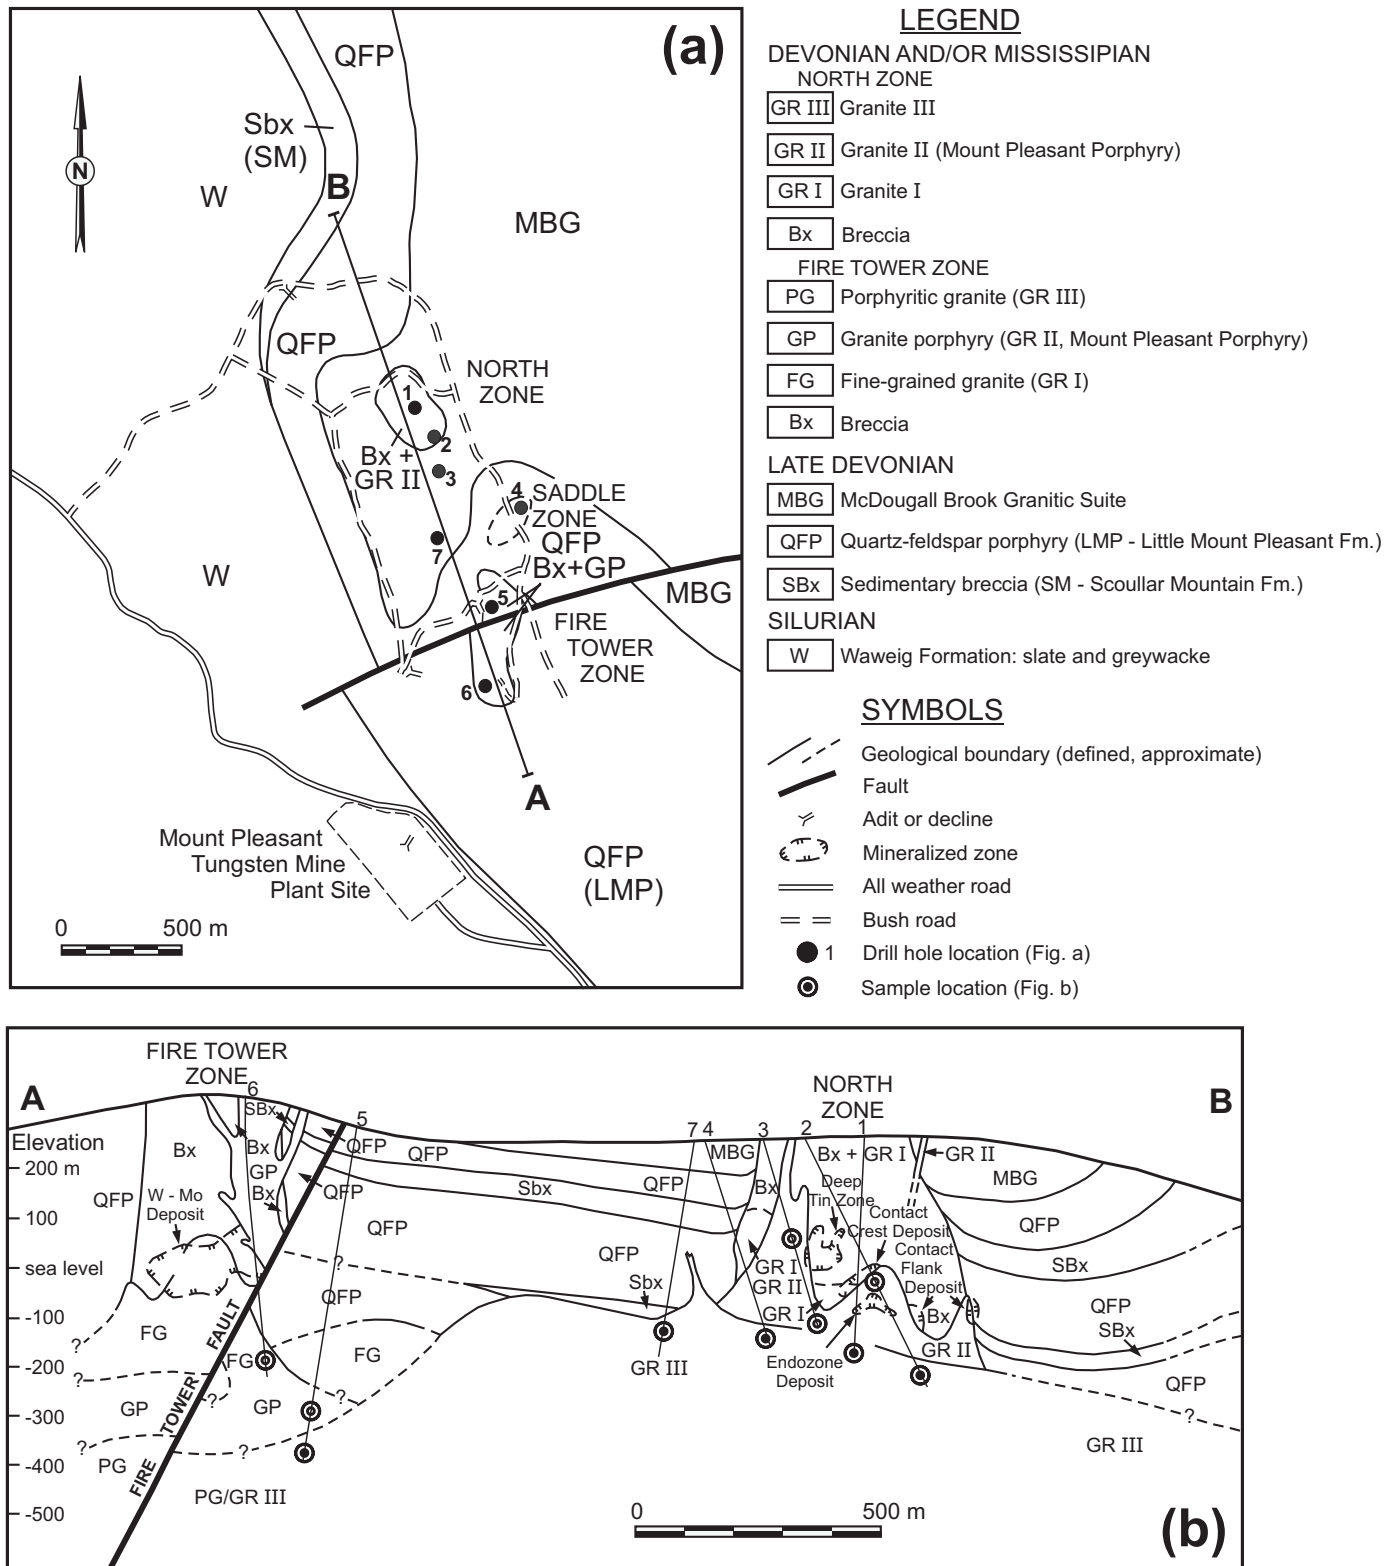 (a)
QFP
Sbx
(SM)
N
W
B
MBG
QFP
NORTH
ZONE
1
2
Bx +
GR II
3
4
SADDLE
ZONE
QFP
Bx+GP
7
W
MBG
5
FIRE
TOWER
ZONE
6
A
Mount Pleasant
Tungsten Mine
Plant Site
QFP
(LMP)
0 500 m
LEGEND
DEVONIAN AND/OR MISSISSIPIAN
NORTH ZONE
GR III Granite III
GR II Granite II (Mount Pleasant Porphyry)
GR I Granite I
Bx Breccia
FIRE TOWER ZONE
PG Porphyritic granite (GR III)
GP Granite porphyry (GR II, Mount Pleasant Porphyry)
FG Fine-grained granite (GR I)
Bx Breccia
LATE DEVONIAN
MBG McDougall Brook Granitic Suite
QFP Quartz-feldspar porphyry (LMP - Little Mount Pleasant Fm.)
SBx Sedimentary breccia (SM - Scoullar Mountain Fm.)
SILURIAN
W Waweig Formation: slate and greywacke
SYMBOLS
Geological boundary (defined, approximate)
Fault
Adit or decline
Mineralized zone
All weather road
Bush road
1 Drill hole location (Fig. a)
Sample location (Fig. b)
FIRE TOWER
ZONE
6
A
SBx
5
NORTH
ZONE
B
7 4 3 2 1
Elevation
200 m
100
sea level
-100
-200
-300
-400
-500
Bx
Bx
GP
Bx
QFP
QFP
QFP
QFP
W - Mo
Deposit
QFP
Sbx
QFP
MBG
Bx
Bx + GR I
GR II
Deep
Tin Zone
Contact
Crest Deposit
Contact
Flank
Deposit
MBG
QFP
SBx
QFP
?
QFP
QFP
Sbx
GR I
GR II
GR I
Bx
GR II
QFP
SBx
QFP
?
FG
?
FG
FG
?
?
?
GP
GP
?
?
PG
PG/GR III
FIRE TOWER FAULT
GR III
Endozone
Deposit
GR III
0 500 m
(b)